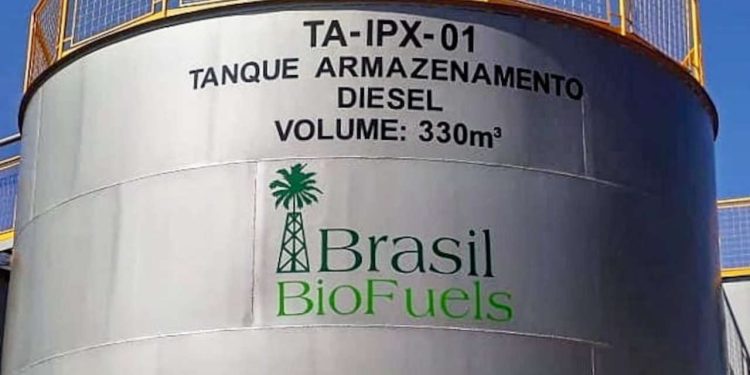 TA-IPX-01
TANQUE ARMAZENAMENTO
DIESEL
VOLUME: 330m³
Brasil
BioFuels